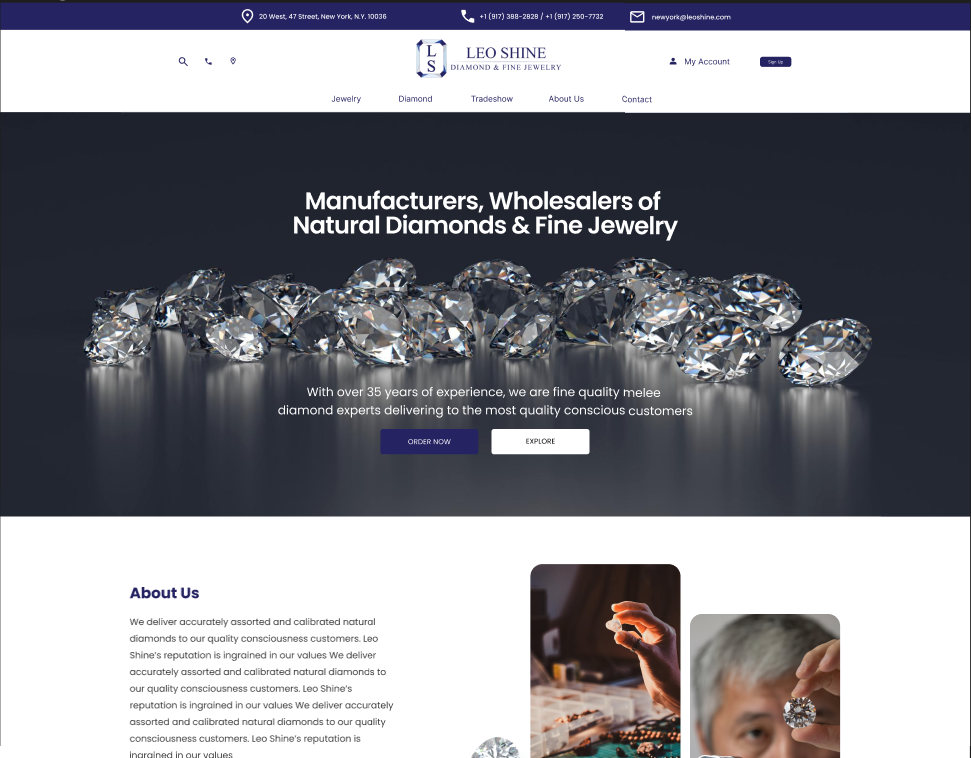 20 West, 47 Street, New York, N.Y. 10036
+1 (917) 388-2828 / +1 (917) 250-7732
newyork@leoshine.com
L
S
LEO SHINE
DIAMOND & FINE JEWELRY
My Account
Sign Up
Jewelry
Diamond
Tradeshow
About Us
Contact
Manufacturers, Wholesalers of
Natural Diamonds & Fine Jewelry
With over 35 years of experience, we are fine quality melee
diamond experts delivering to the most quality conscious customers
ORDER NOW
EXPLORE
About Us
We deliver accurately assorted and calibrated natural
diamonds to our quality consciousness customers. Leo
Shine's reputation is ingrained in our values We deliver
accurately assorted and calibrated natural diamonds to
our quality consciousness customers. Leo Shine's
reputation is ingrained in our values We deliver accurately
assorted and calibrated natural diamonds to our quality
consciousness customers. Leo Shine's reputation is
ingrained in our values